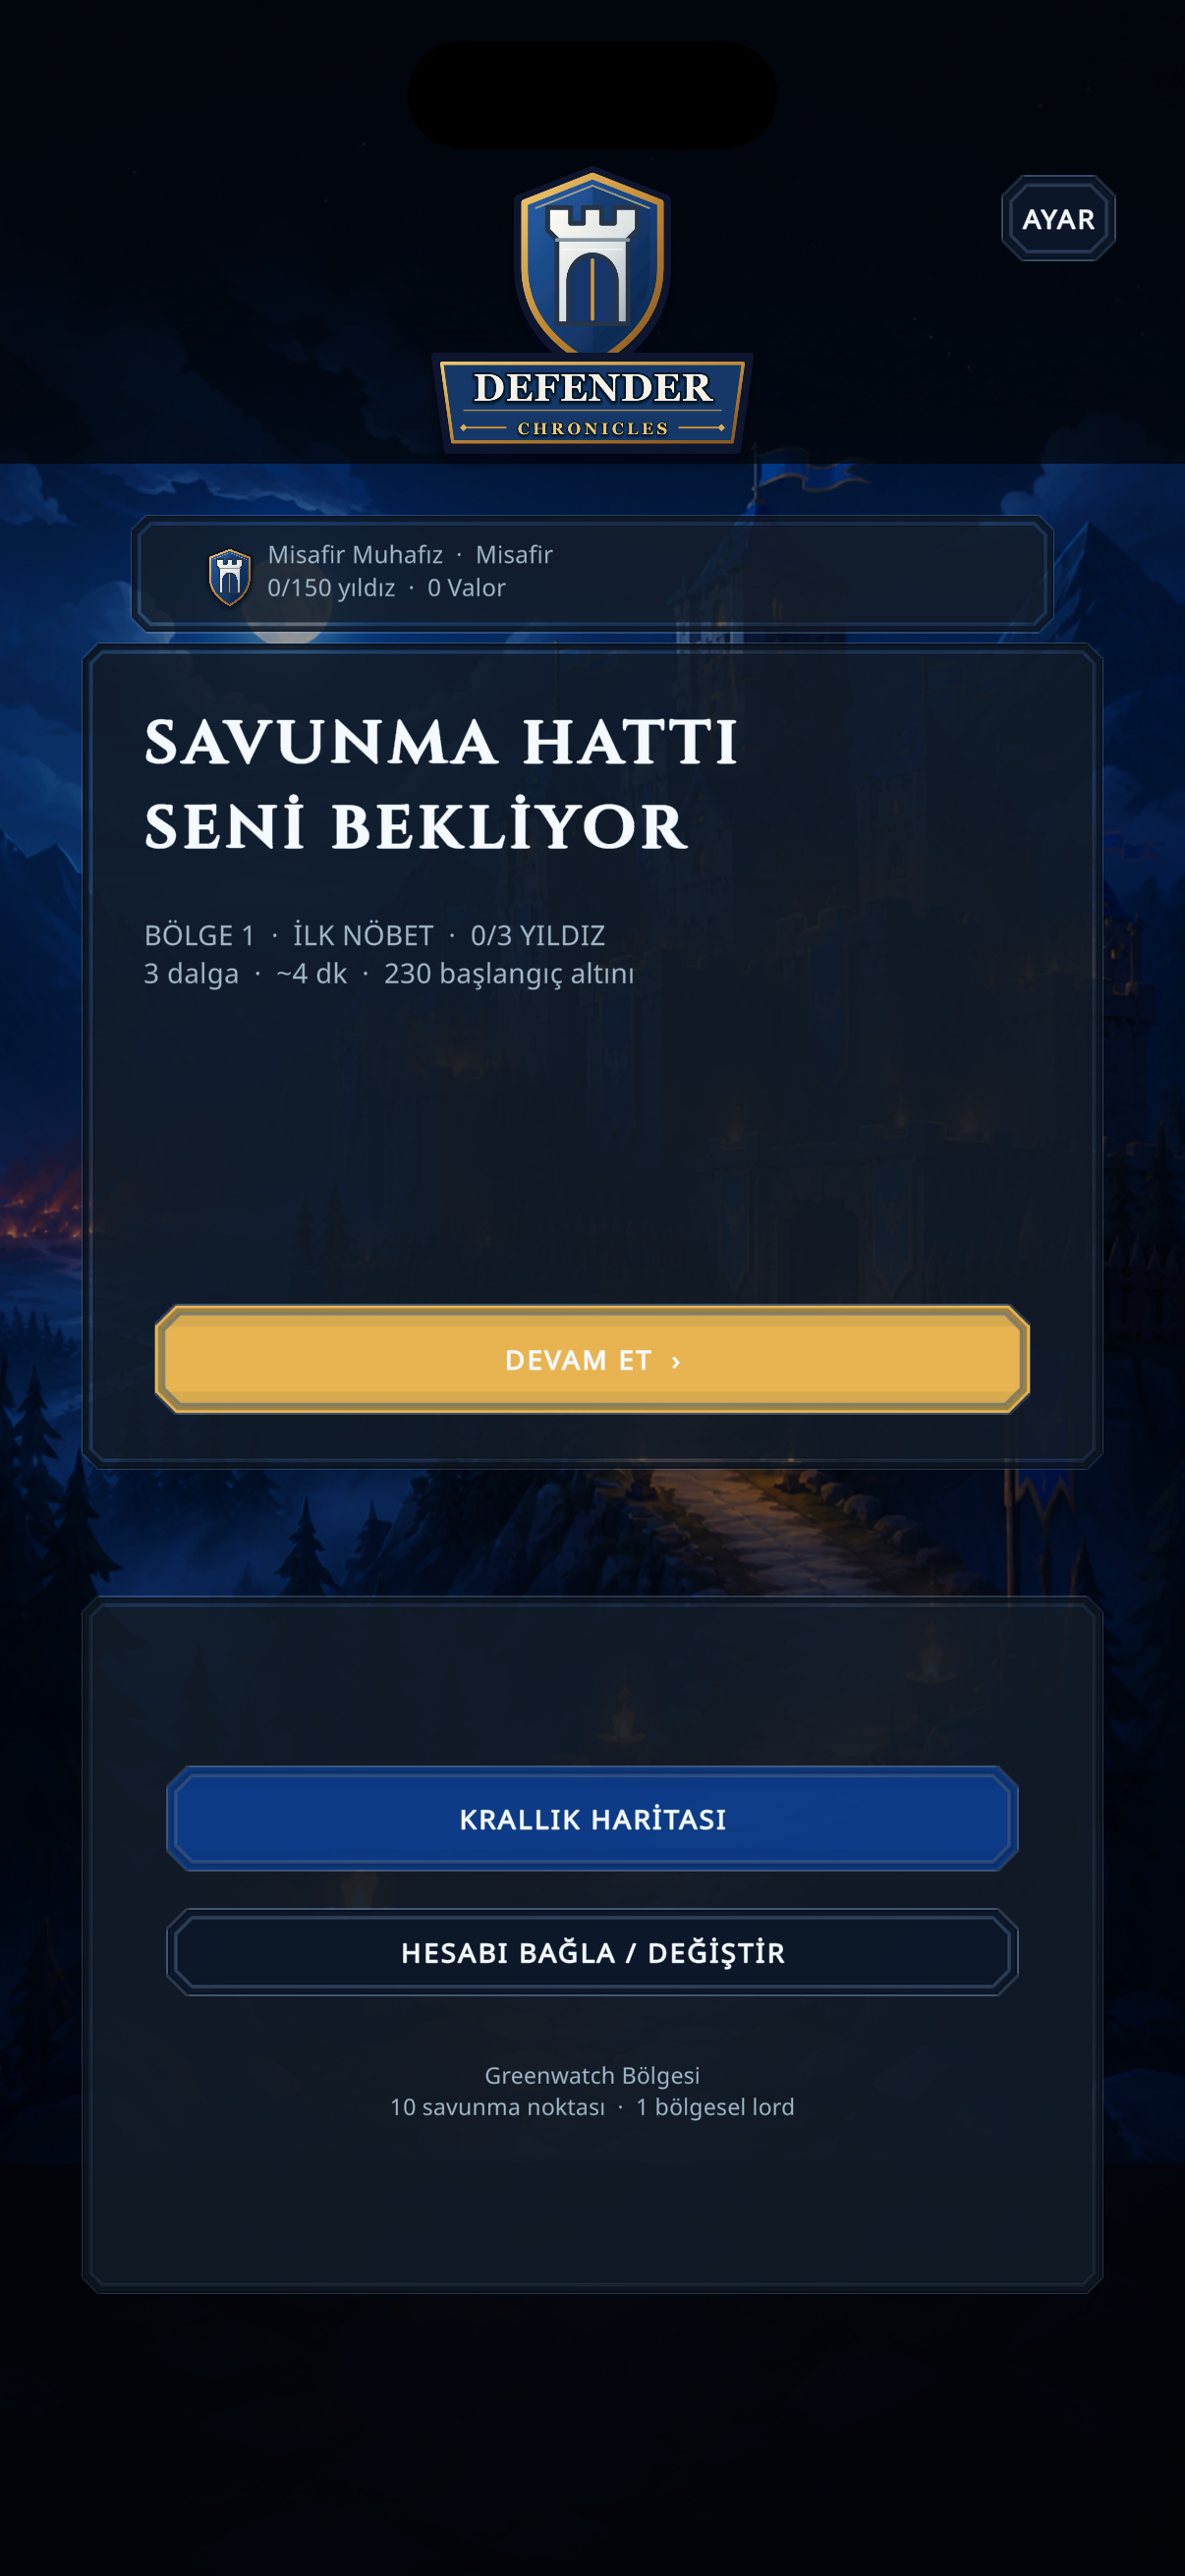 AYAR
DEFENDER
CHRONICLES
Misafir Muhafız · Misafir
0/150 yıldız · 0 Valor
SAVUNMA HATTI
SENİ BEKLİYOR
BÖLGE 1 · İLK NÖBET · 0/3 YILDIZ
3 dalga · ~4 dk · 230 başlangıç altını
DEVAM ET ›
KRALLIK HARİTASI
HESABI BAĞLA / DEĞİŞTİR
Greenwatch Bölgesi
10 savunma noktası · 1 bölgesel lord